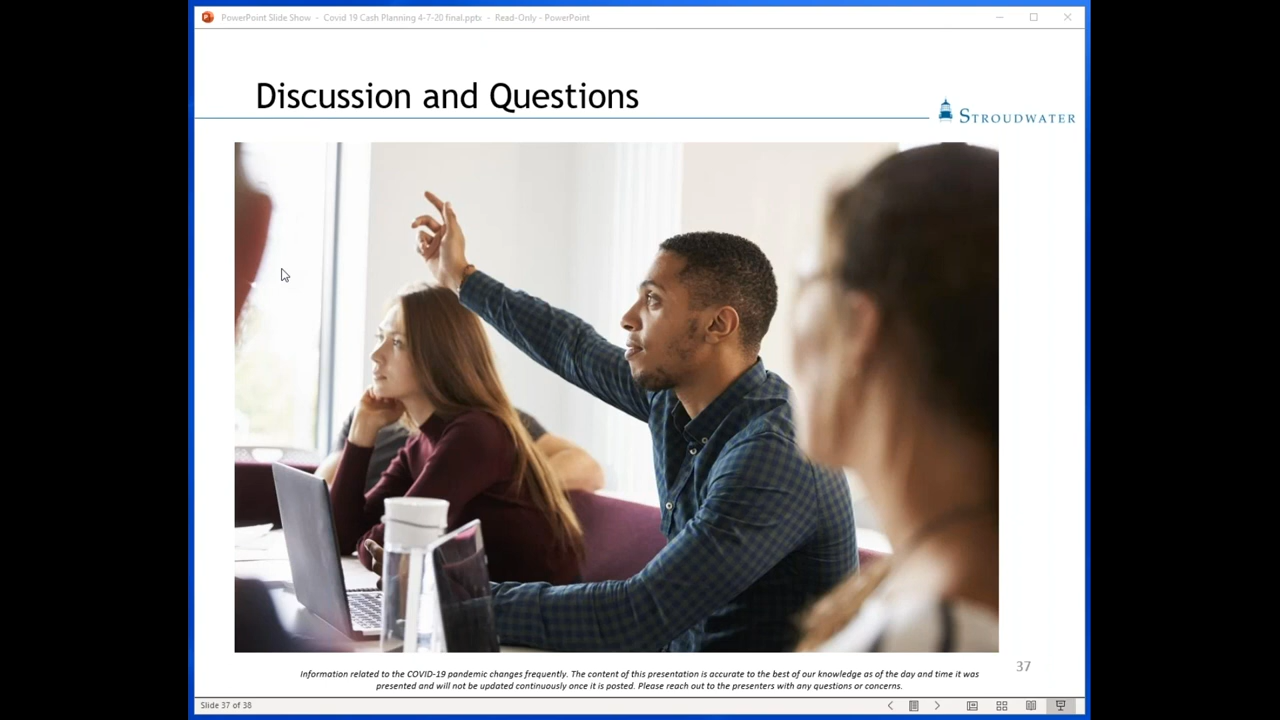 PowerPoint Slide Show - Covid 19 Cash Planning 4-7-20 final.pptx - Read-Only - PowerPoint
Discussion and Questions
STROUDWATER
37
Information related to the COVID-19 pandemic changes frequently. The content of this presentation is accurate to the best of our knowledge as of the day and time it was
presented and will not be updated continuously once it is posted. Please reach out to the presenters with any questions or concerns.
Slide 37 of 38